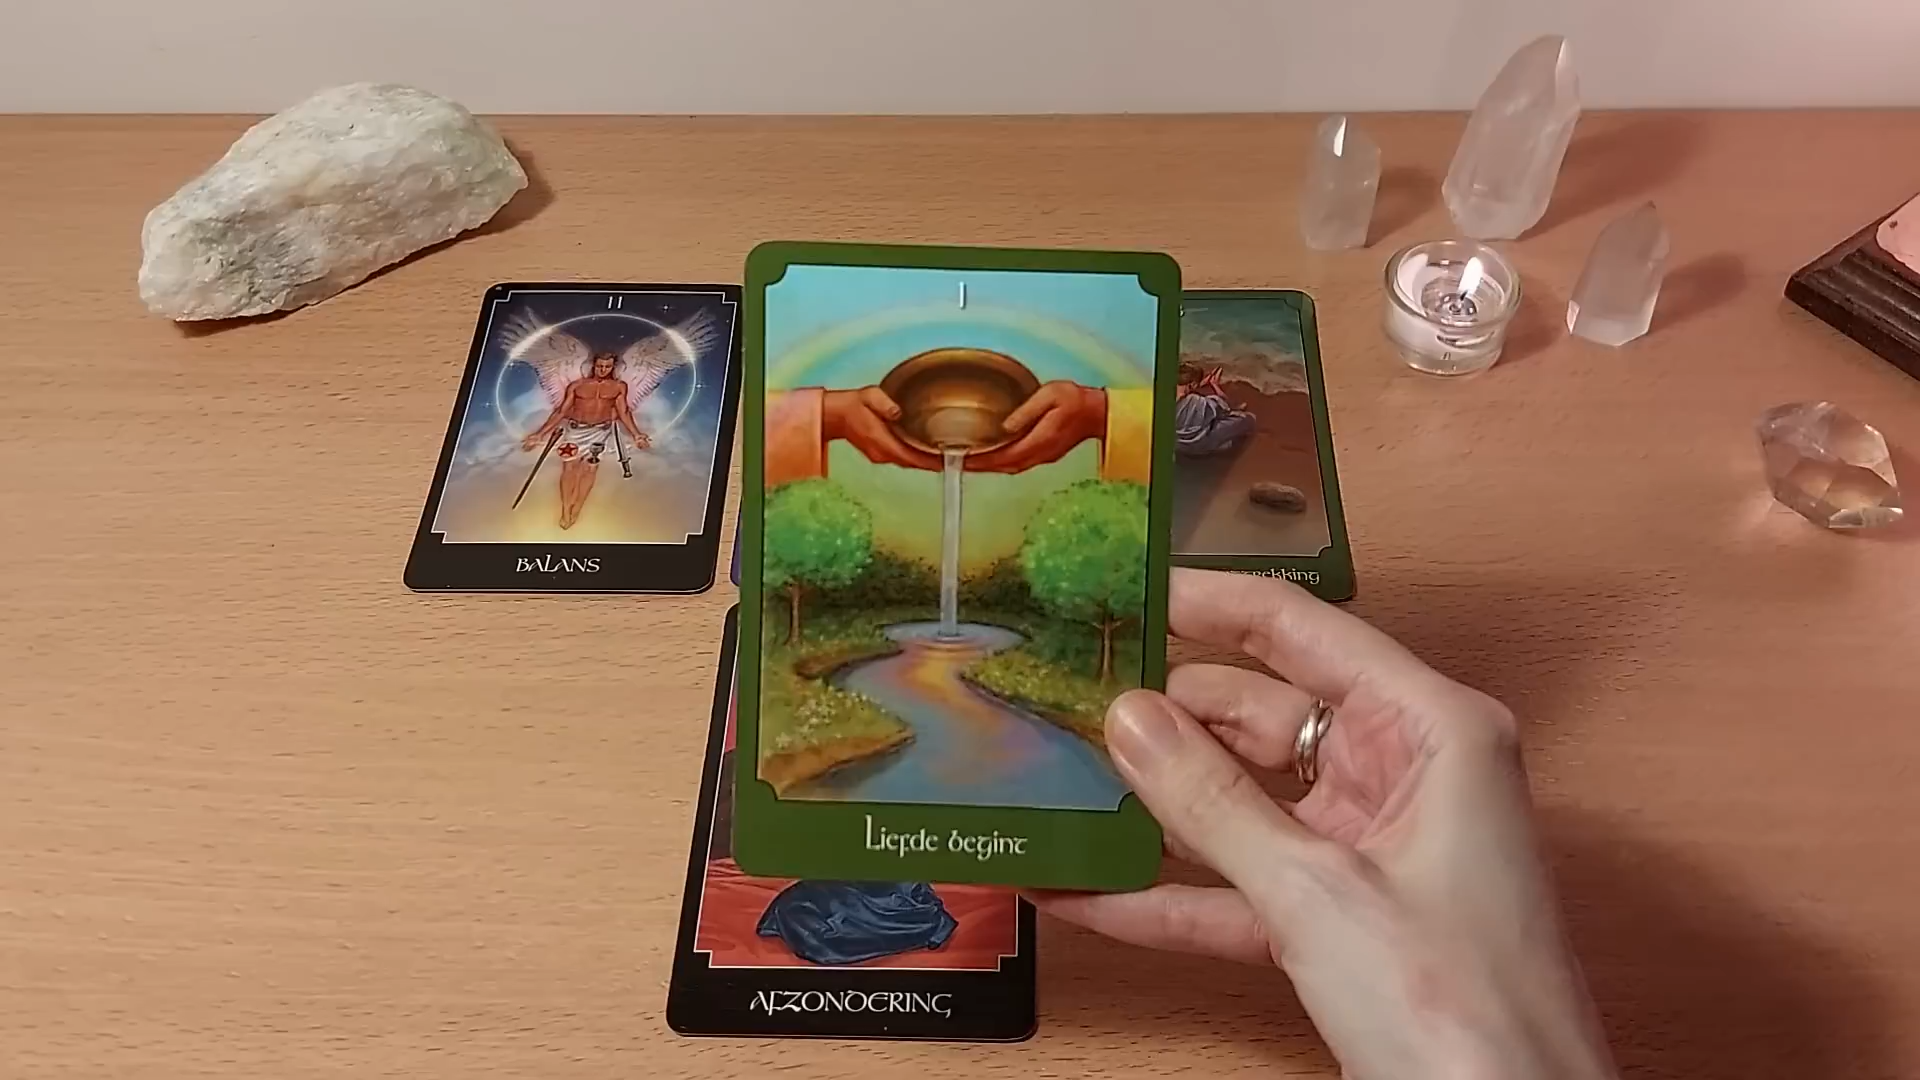 II
BALANS
I
Liefde begint
AFZONDERING